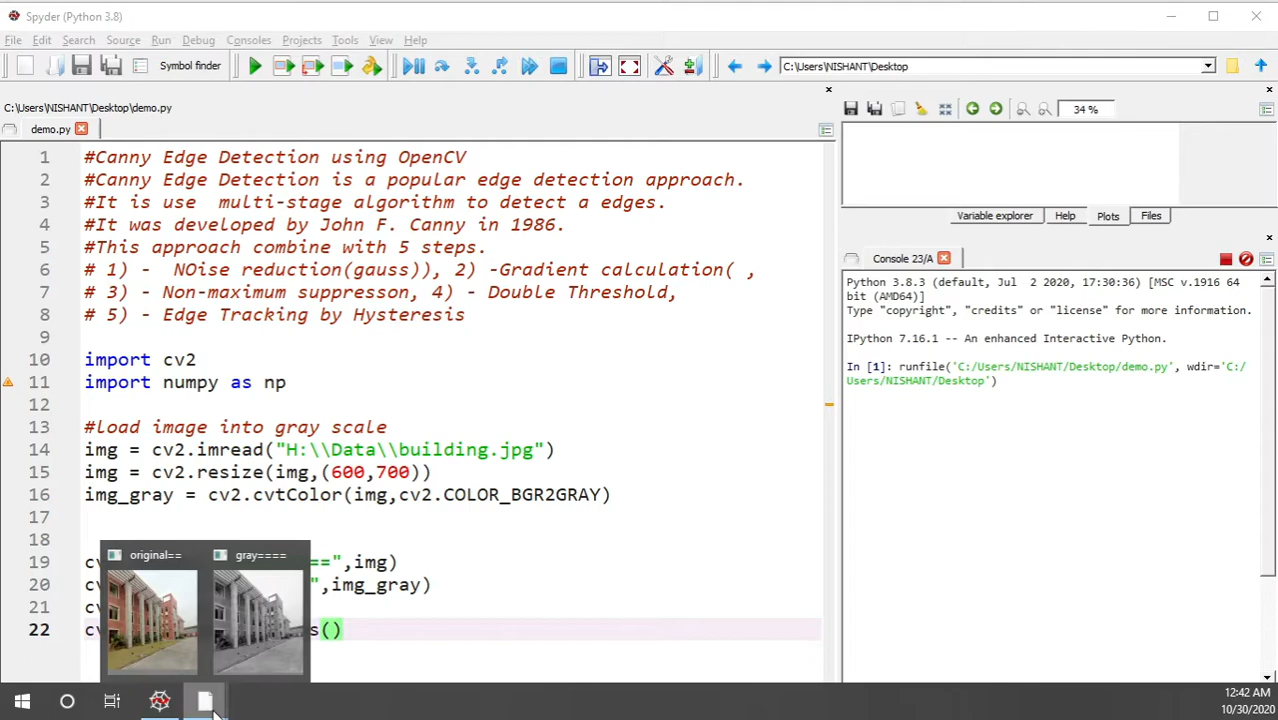 Spyder (Python 3.8)
File Edit Search Source Run Debug Consoles Projects Tools View Help
Symbol finder
C:\Users\NISHANT\Desktop
C:\Users\NISHANT\Desktop\demo.py
demo.py
34 %
1 #Canny Edge Detection using OpenCV
2 #Canny Edge Detection is a popular edge detection approach.
3 #It is use  multi-stage algorithm to detect a edges.
4 #It was developed by John F. Canny in 1986.
5 #This approach combine with 5 steps.
6 # 1) -  NOise reduction(gauss)), 2) -Gradient calculation( ,
7 # 3) - Non-maximum suppresson, 4) - Double Threshold,
8 # 5) - Edge Tracking by Hysteresis
9
10 import cv2
11 import numpy as np
12
13 #load image into gray scale
14 img = cv2.imread("H:\\Data\\building.jpg")
15 img = cv2.resize(img,(600,700))
16 img_gray = cv2.cvtColor(img,cv2.COLOR_BGR2GRAY)
17
18
19 c ==",img)
20 c ",img_gray)
21 c
22 c s()
original== gray====
Variable explorer Help Plots Files
Console 23/A
Python 3.8.3 (default, Jul  2 2020, 17:30:36) [MSC v.1916 64
bit (AMD64)]
Type "copyright", "credits" or "license" for more information.
IPython 7.16.1 -- An enhanced Interactive Python.
In [1]: runfile('C:/Users/NISHANT/Desktop/demo.py', wdir='C:/
Users/NISHANT/Desktop')
12:42 AM
10/30/2020